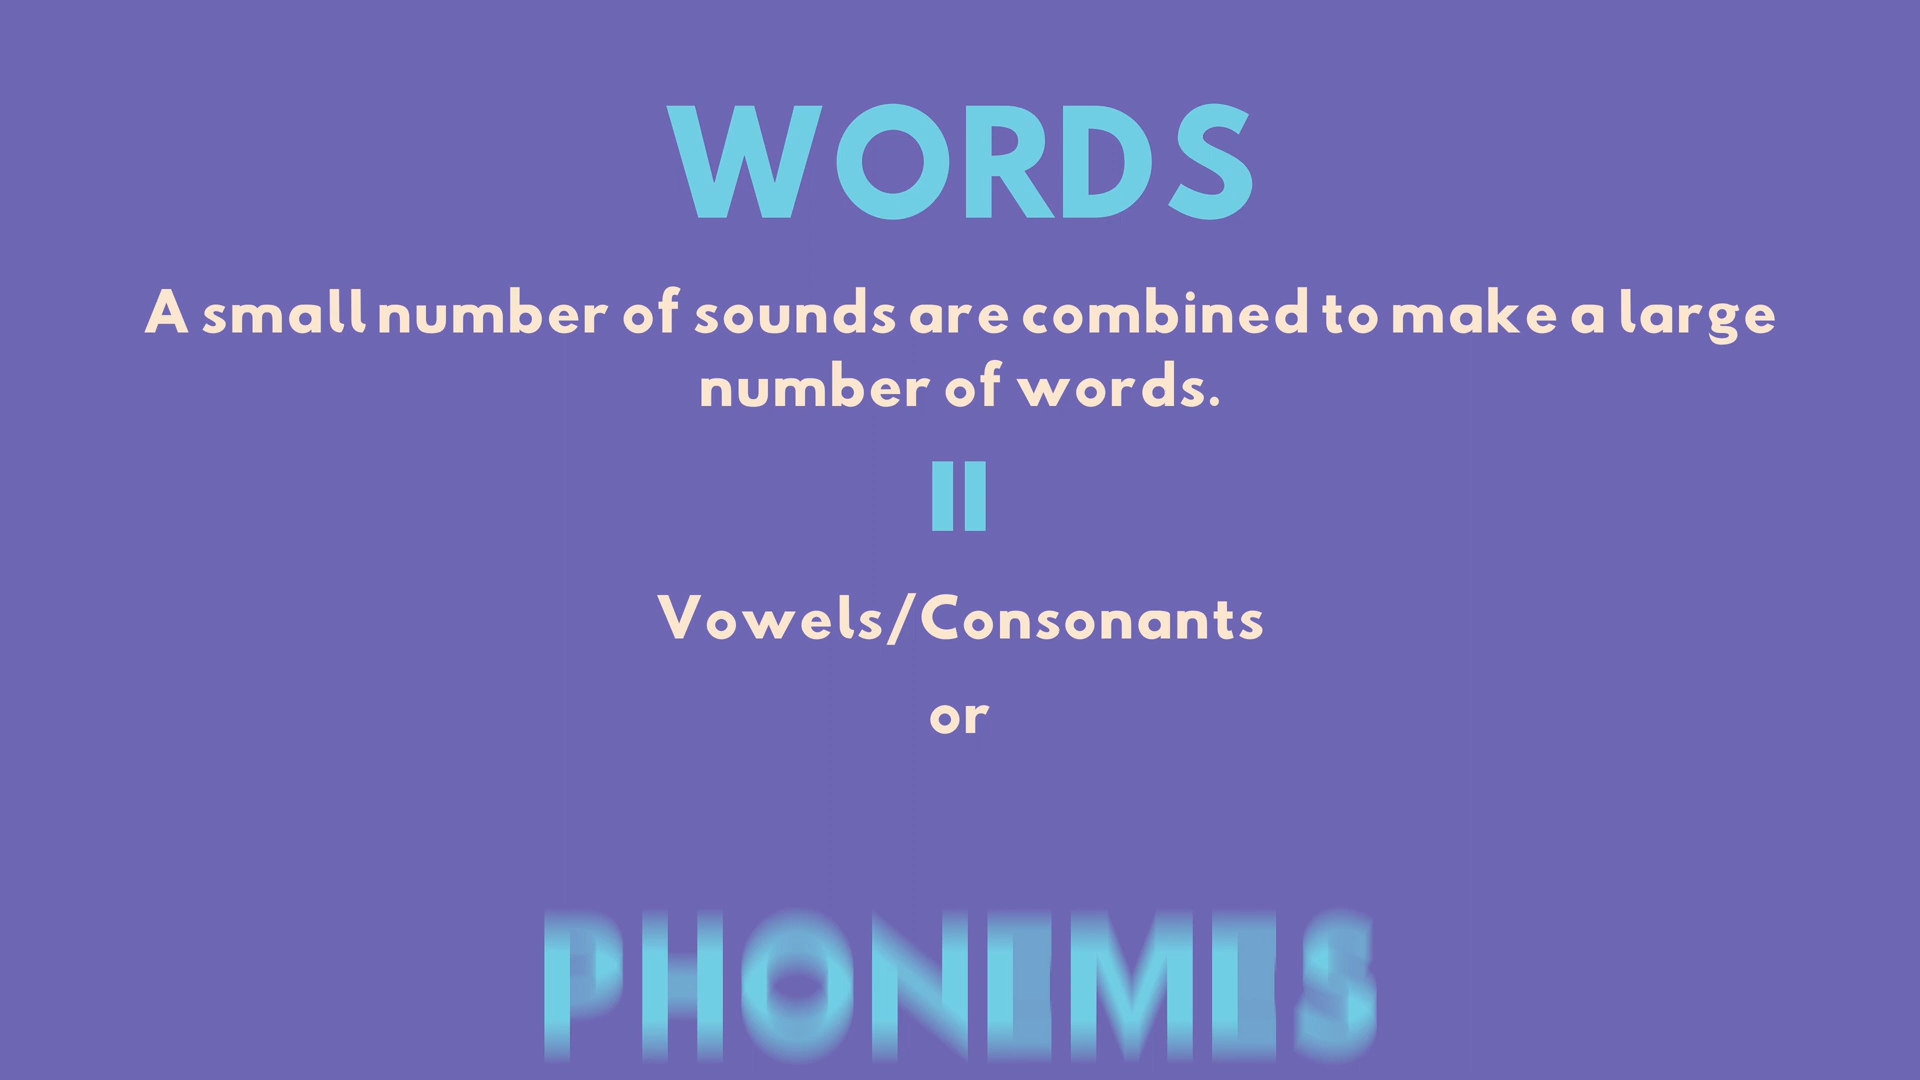 WORDS
A small number of sounds are combined to make a large
number of words.
Vowels/Consonants
or
PHONEMES